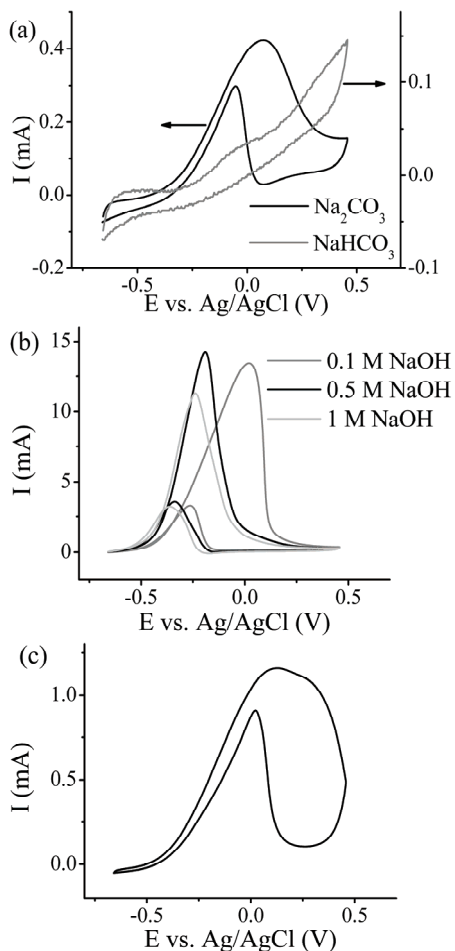 (a)
0.4
0.2
0.0
-0.2
I (mA)
0.1
0.0
-0.1
Na₂CO₃
NaHCO₃
-0.5 0.0 0.5
E vs. Ag/AgCl (V)
(b)
15
10
5
0
I (mA)
0.1 M NaOH
0.5 M NaOH
1 M NaOH
-0.5 0.0 0.5
E vs. Ag/AgCl (V)
(c)
1.0
0.5
0.0
I (mA)
-0.5 0.0 0.5
E vs. Ag/AgCl (V)